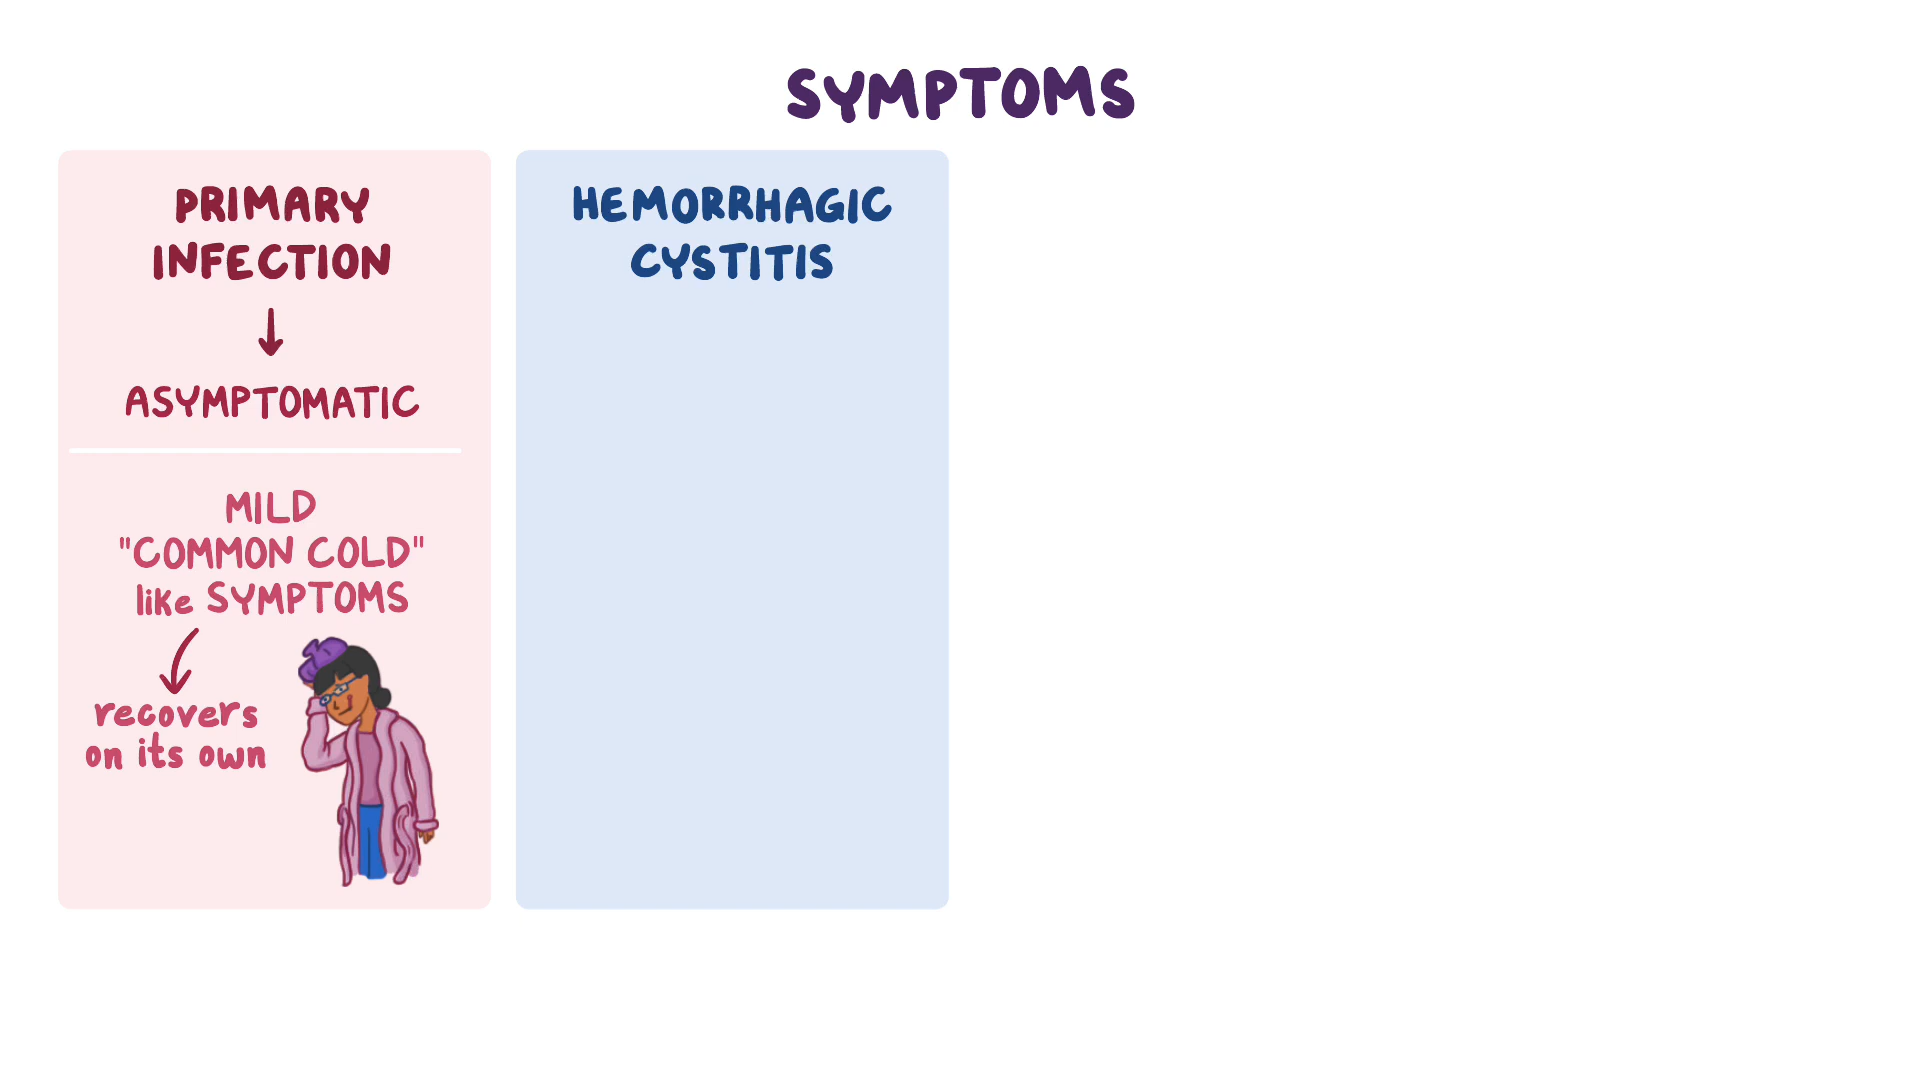 SYMPTOMS
PRIMARY
INFECTION
ASYMPTOMATIC
MILD
"COMMON COLD"
like SYMPTOMS
recovers
on its own
HEMORRHAGIC
CYSTITIS